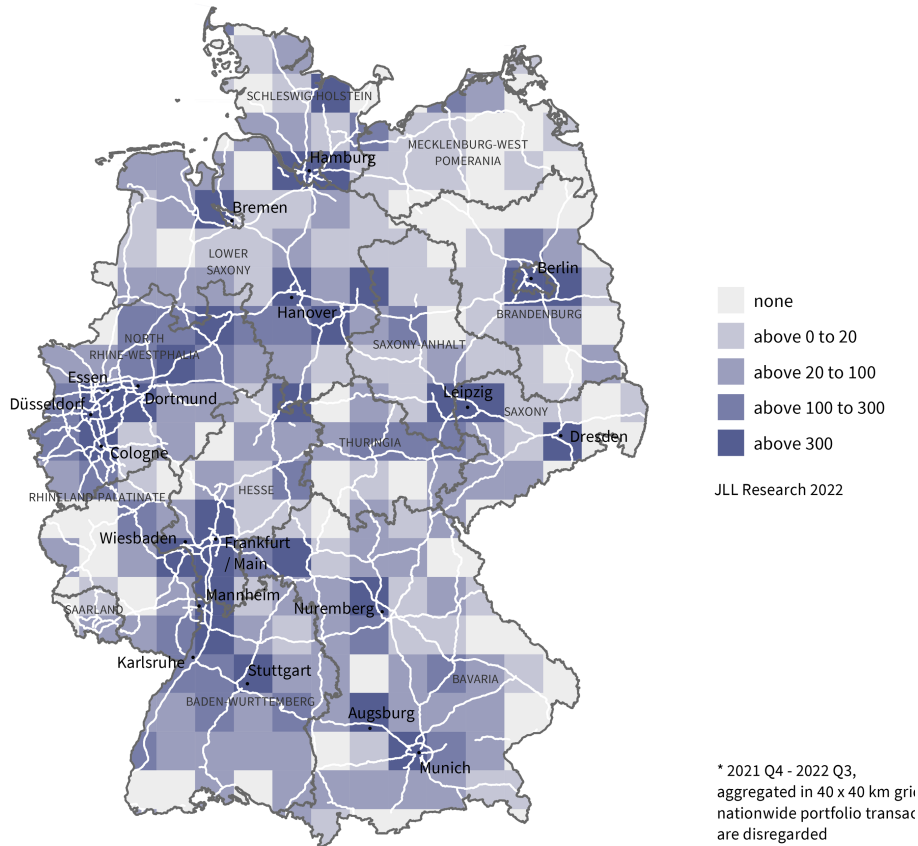 SCHLESWIG-HOLSTEIN
MECKLENBURG-WEST
POMERANIA
Hamburg
Bremen
LOWER
SAXONY
Berlin
Hanover
BRANDENBURG
NORTH
RHINE-WESTPHALIA
SAXONY-ANHALT
Essen
Düsseldorf
Dortmund
Leipzig
SAXONY
Cologne
THURINGIA
Dresden
RHINELAND-PALATINATE
HESSE
Wiesbaden
Frankfurt
/ Main
Mannheim
SAARLAND
Nuremberg
Karlsruhe
Stuttgart
BAVARIA
BADEN-WURTTEMBERG
Augsburg
Munich
none
above 0 to 20
above 20 to 100
above 100 to 300
above 300
JLL Research 2022
* 2021 Q4 - 2022 Q3,
aggregated in 40 x 40 km
nationwide portfolio
are disregarded